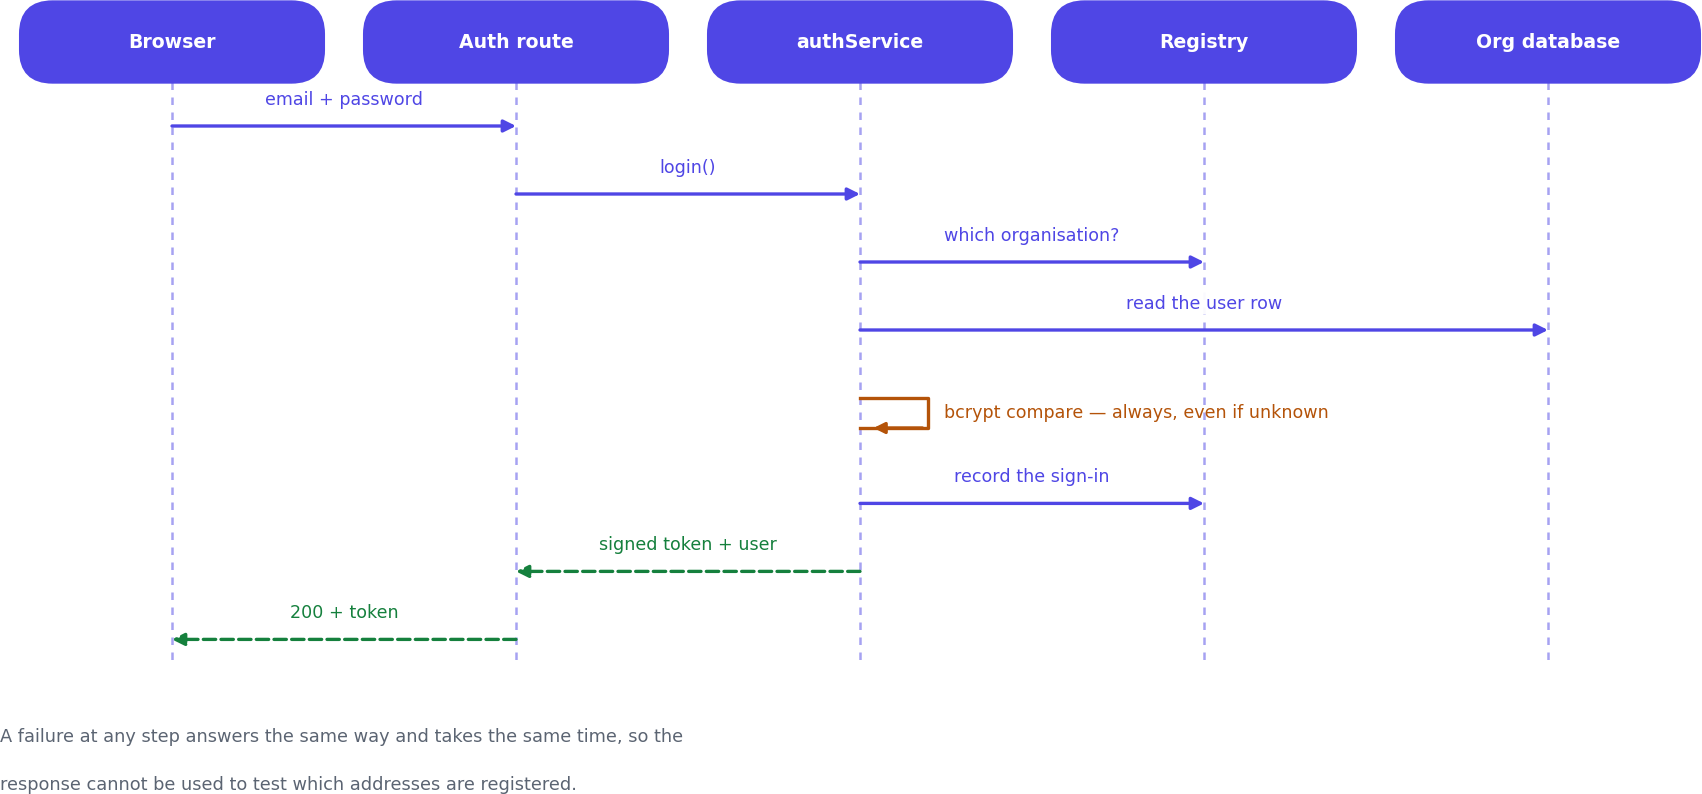 Browser
Auth route
authService
Registry
Org database
email + password
login()
which organisation?
read the user row
bcrypt compare — always, even if unknown
record the sign-in
signed token + user
200 + token
A failure at any step answers the same way and takes the same time, so the
response cannot be used to test which addresses are registered.